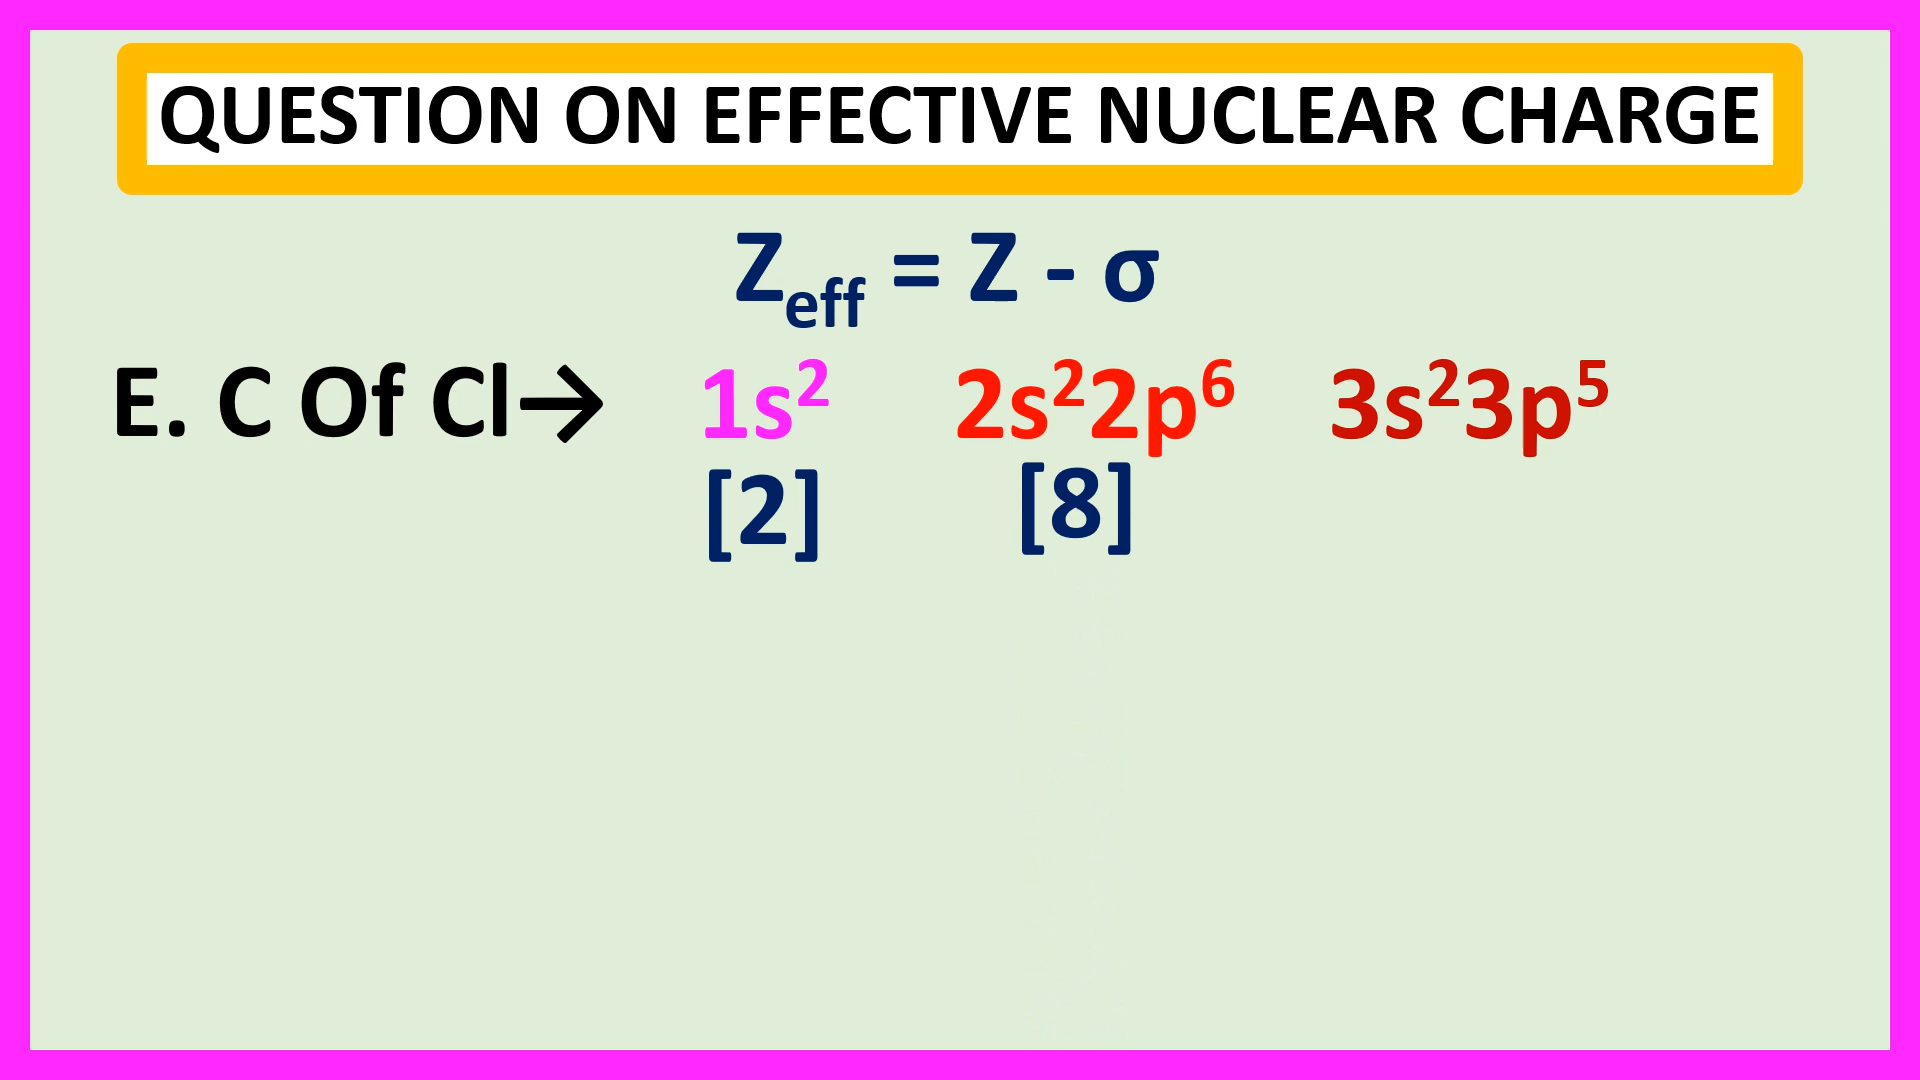 QUESTION ON EFFECTIVE NUCLEAR CHARGE
Zeff = Z - σ
E. C Of Cl→ 1s² 2s²2p⁶ 3s²3p⁵
[2] [8]